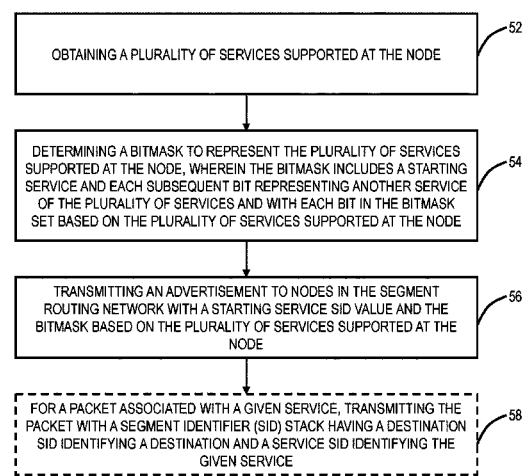 OBTAINING A PLURALITY OF SERVICES SUPPORTED AT THE NODE
52
DETERMINING A BITMASK TO REPRESENT THE PLURALITY OF SERVICES
SUPPORTED AT THE NODE, WHEREIN THE BITMASK INCLUDES A STARTING
SERVICE AND EACH SUBSEQUENT BIT REPRESENTING ANOTHER SERVICE
OF THE PLURALITY OF SERVICES AND WITH EACH BIT IN THE BITMASK
SET BASED ON THE PLURALITY OF SERVICES SUPPORTED AT THE NODE
54
TRANSMITTING AN ADVERTISEMENT TO NODES IN THE SEGMENT
ROUTING NETWORK WITH A STARTING SERVICE SID VALUE AND THE
BITMASK BASED ON THE PLURALITY OF SERVICES SUPPORTED AT THE
NODE
56
FOR A PACKET ASSOCIATED WITH A GIVEN SERVICE, TRANSMITTING THE
PACKET WITH A SEGMENT IDENTIFIER (SID) STACK HAVING A DESTINATION
SID IDENTIFYING A DESTINATION AND A SERVICE SID IDENTIFYING THE
GIVEN SERVICE
58